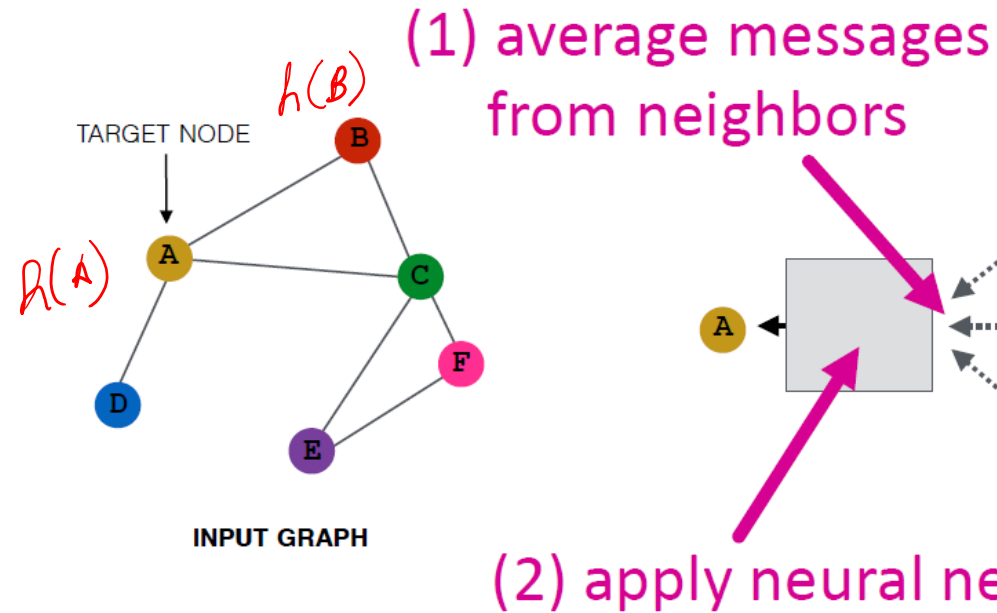 (1) average messages
from neighbors
h(B)
TARGET NODE
B
A
h(A)
C
A
F
D
E
INPUT GRAPH
(2) apply neural ne